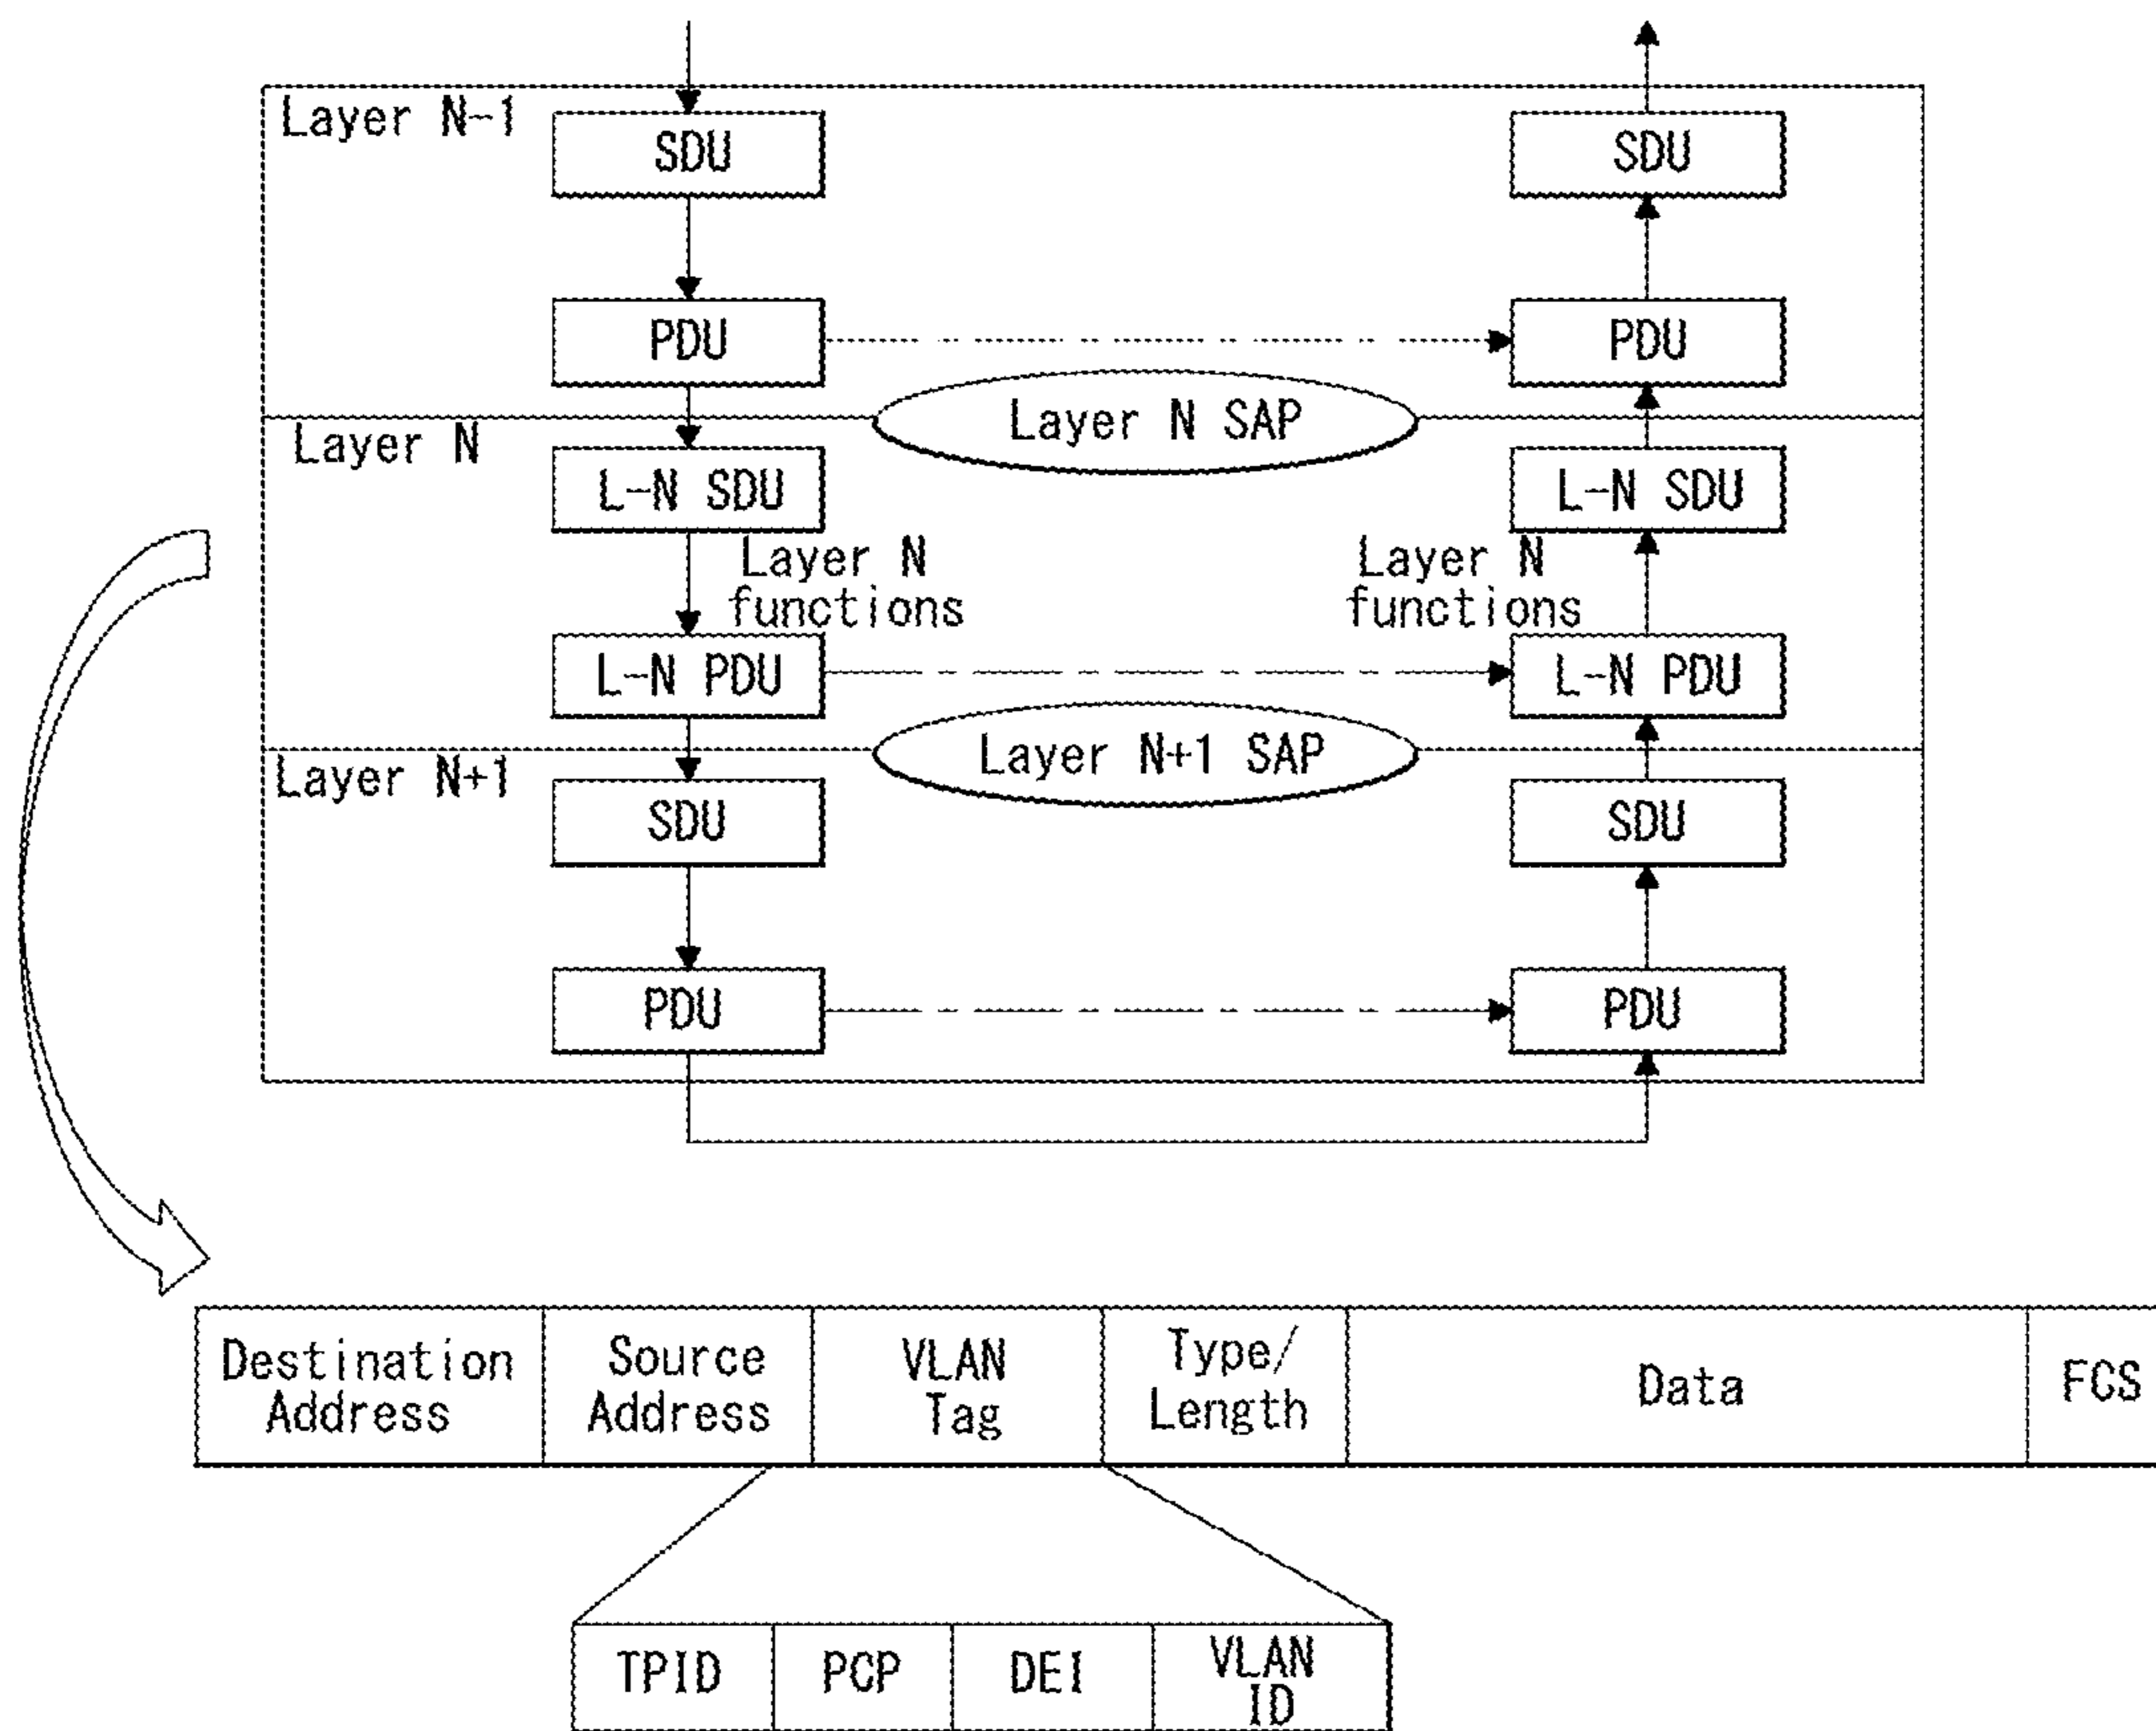 Layer N-1
SDU
SDU
PDU
PDU
Layer N SAP
Layer N
L-N SDU
L-N SDU
Layer N
functions
Layer N
functions
L-N PDU
L-N PDU
Layer N+1 SAP
Layer N+1
SDU
SDU
PDU
PDU
Destination
Address
Source
Address
VLAN
Tag
Type/
Length
Data
FCS
TPID
PCP
DEI
VLAN
ID